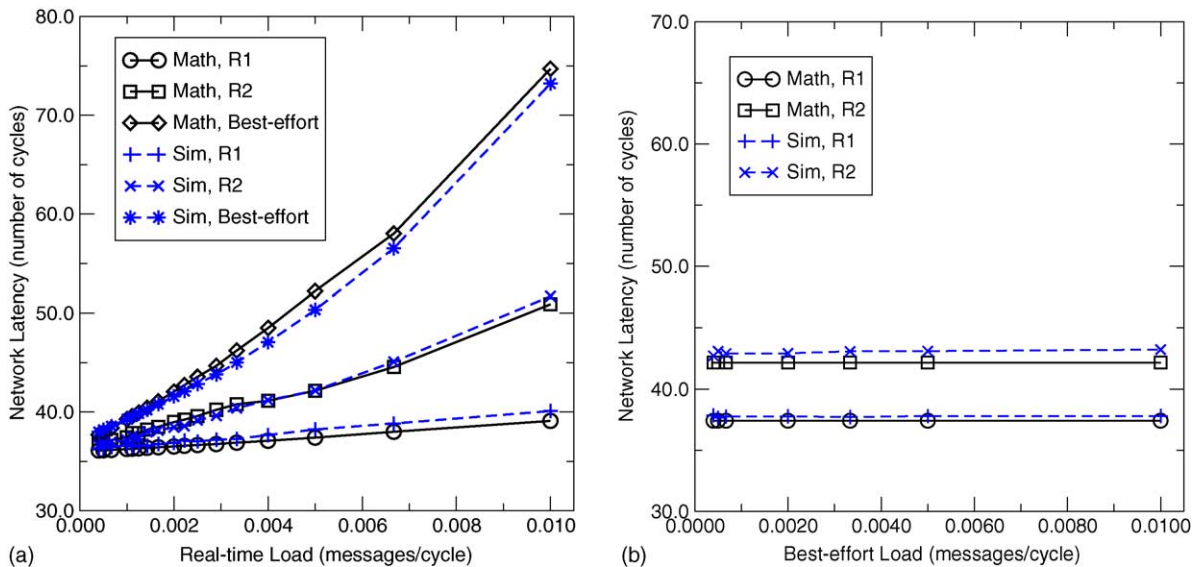 80.0
70.0
60.0
50.0
40.0
30.0
Network Latency (number of cycles)
Math, R1
Math, R2
Math, Best-effort
Sim, R1
Sim, R2
Sim, Best-effort
0.000 0.002 0.004 0.006 0.008 0.010
(a) Real-time Load (messages/cycle)
70.0
60.0
50.0
40.0
30.0
Network Latency (number of cycles)
Math, R1
Math, R2
Sim, R1
Sim, R2
0.0000 0.0020 0.0040 0.0060 0.0080 0.0100
(b) Best-effort Load (messages/cycle)